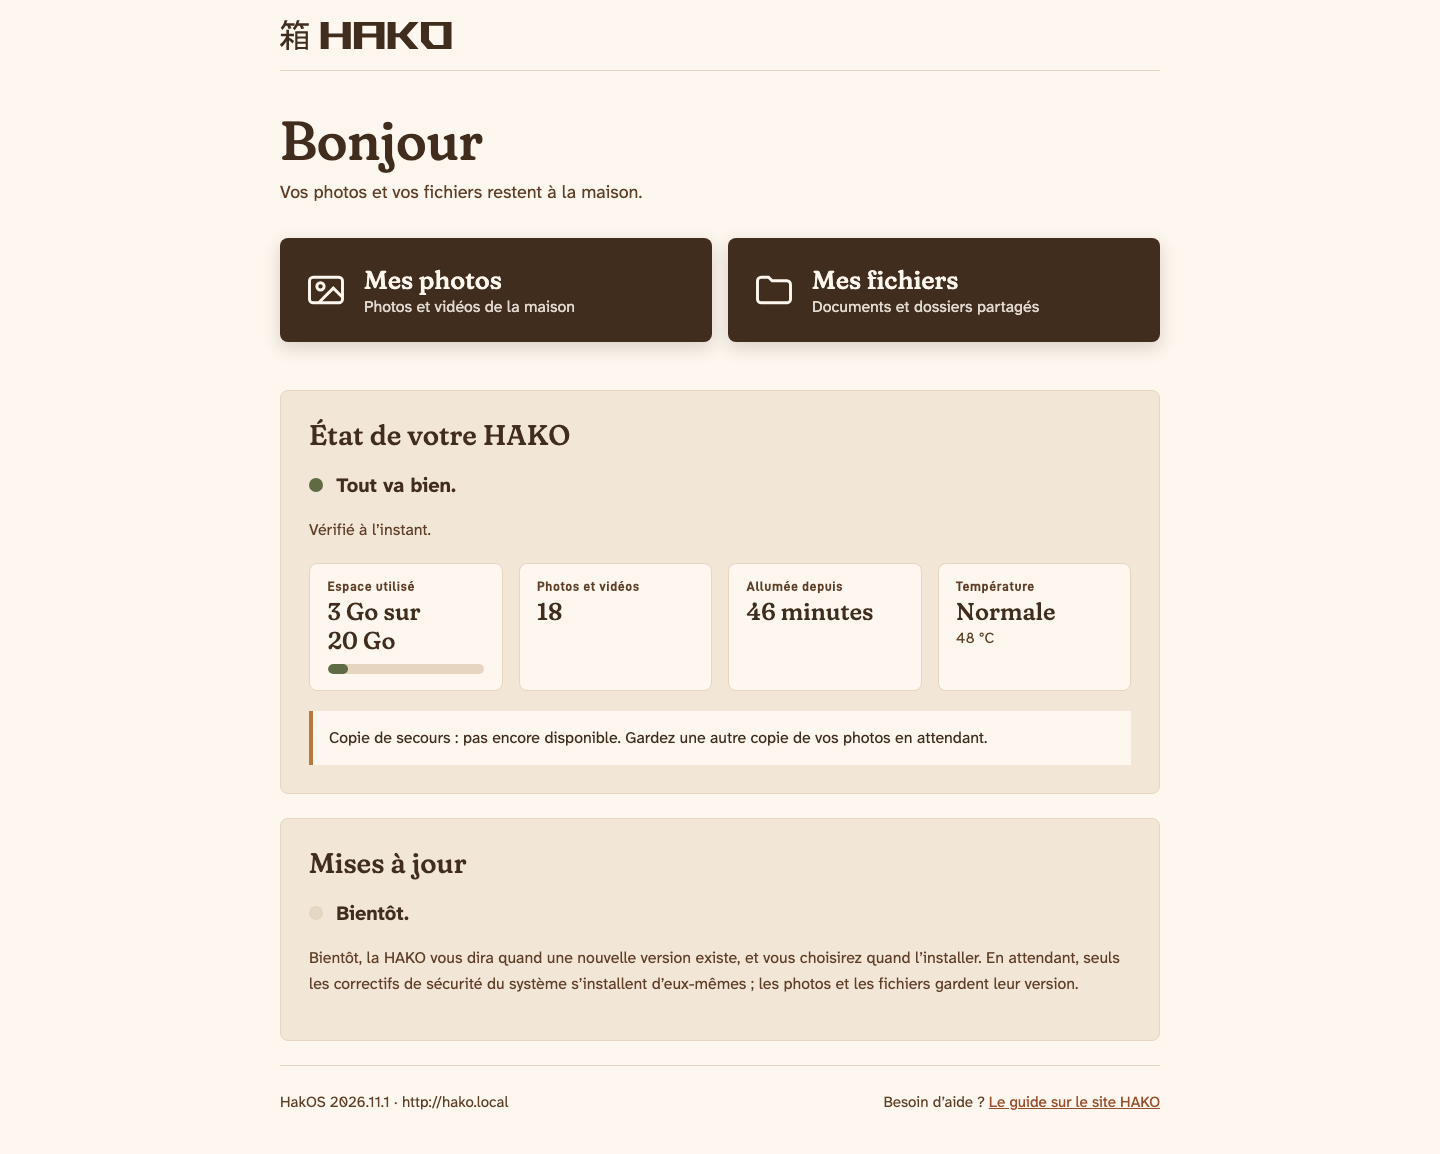 箱 HAKO
Bonjour
Vos photos et vos fichiers restent à la maison.
Mes photos
Photos et vidéos de la maison
Mes fichiers
Documents et dossiers partagés
État de votre HAKO
Tout va bien.
Vérifié à l’instant.
Espace utilisé
3 Go sur
20 Go
Photos et vidéos
18
Allumée depuis
46 minutes
Température
Normale
48 °C
Copie de secours : pas encore disponible. Gardez une autre copie de vos photos en attendant.
Mises à jour
Bientôt.
Bientôt, la HAKO vous dira quand une nouvelle version existe, et vous choisirez quand l’installer. En attendant, seuls
les correctifs de sécurité du système s’installent d’eux-mêmes ; les photos et les fichiers gardent leur version.
HakOS 2026.11.1 · http://hako.local
Besoin d’aide ? Le guide sur le site HAKO